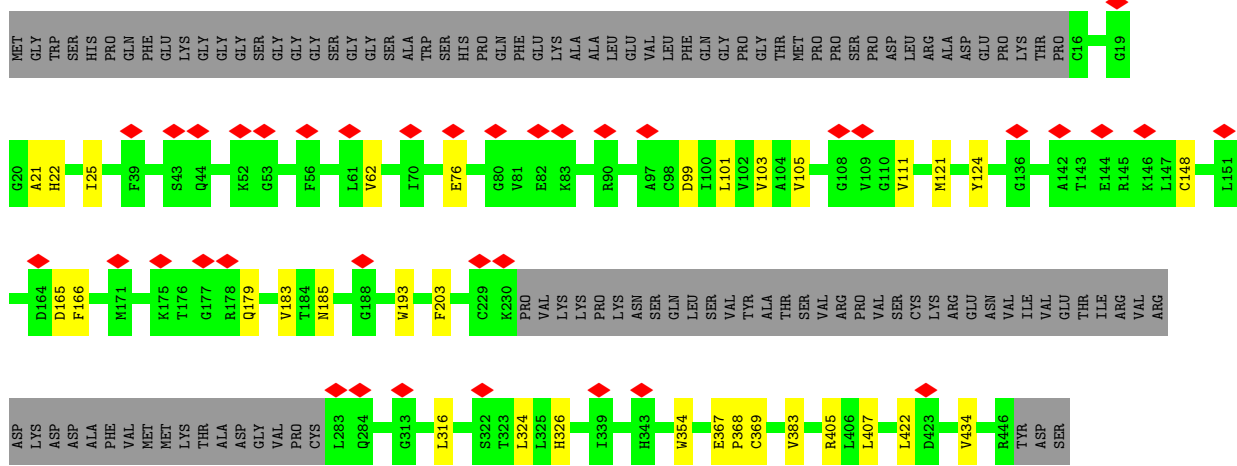 MET GLY TRP SER HIS PRO GLN PHE GLU LYS GLY GLY GLY SER GLY GLY GLY SER GLY GLY SER ALA TRP SER HIS PRO GLN PHE GLU LYS ALA ALA LEU GLU VAL LEU PHE GLN GLY PRO GLY THR MET PRO PRO SER PRO ASP LEU ARG ALA ASP GLU PRO LYS THR PRO C16 G19
G20 A21 H22 I25 F39 S43 Q44 K52 G53 F56 L61 V62 I70 E76 G80 V81 E82 K83 R90 A97 C98 D99 I100 L101 V102 V103 A104 V105 G108 V109 G110 V111 M121 Y124 G136 A142 T143 E144 R145 K146 L147 C148 L151
D164 D165 F166 M171 K175 T176 G177 R178 Q179 V183 T184 N185 G188 W193 F203 C229 K230 PRO VAL LYS LYS PRO LYS ASN SER GLN LEU SER VAL TYR ALA THR SER VAL ARG PRO VAL SER CYS LYS ARG GLU ASN VAL ILE VAL GLU THR ILE ARG VAL ARG
ASP LYS ASP ASP ALA PHE VAL MET MET LYS THR ALA ASP GLY VAL PRO CYS L283 Q284 G313 L316 S322 T323 L324 L325 H326 I339 H343 W354 E367 P368 C369 V383 R405 L406 L407 L422 D423 V434 R446 TYR ASP SER